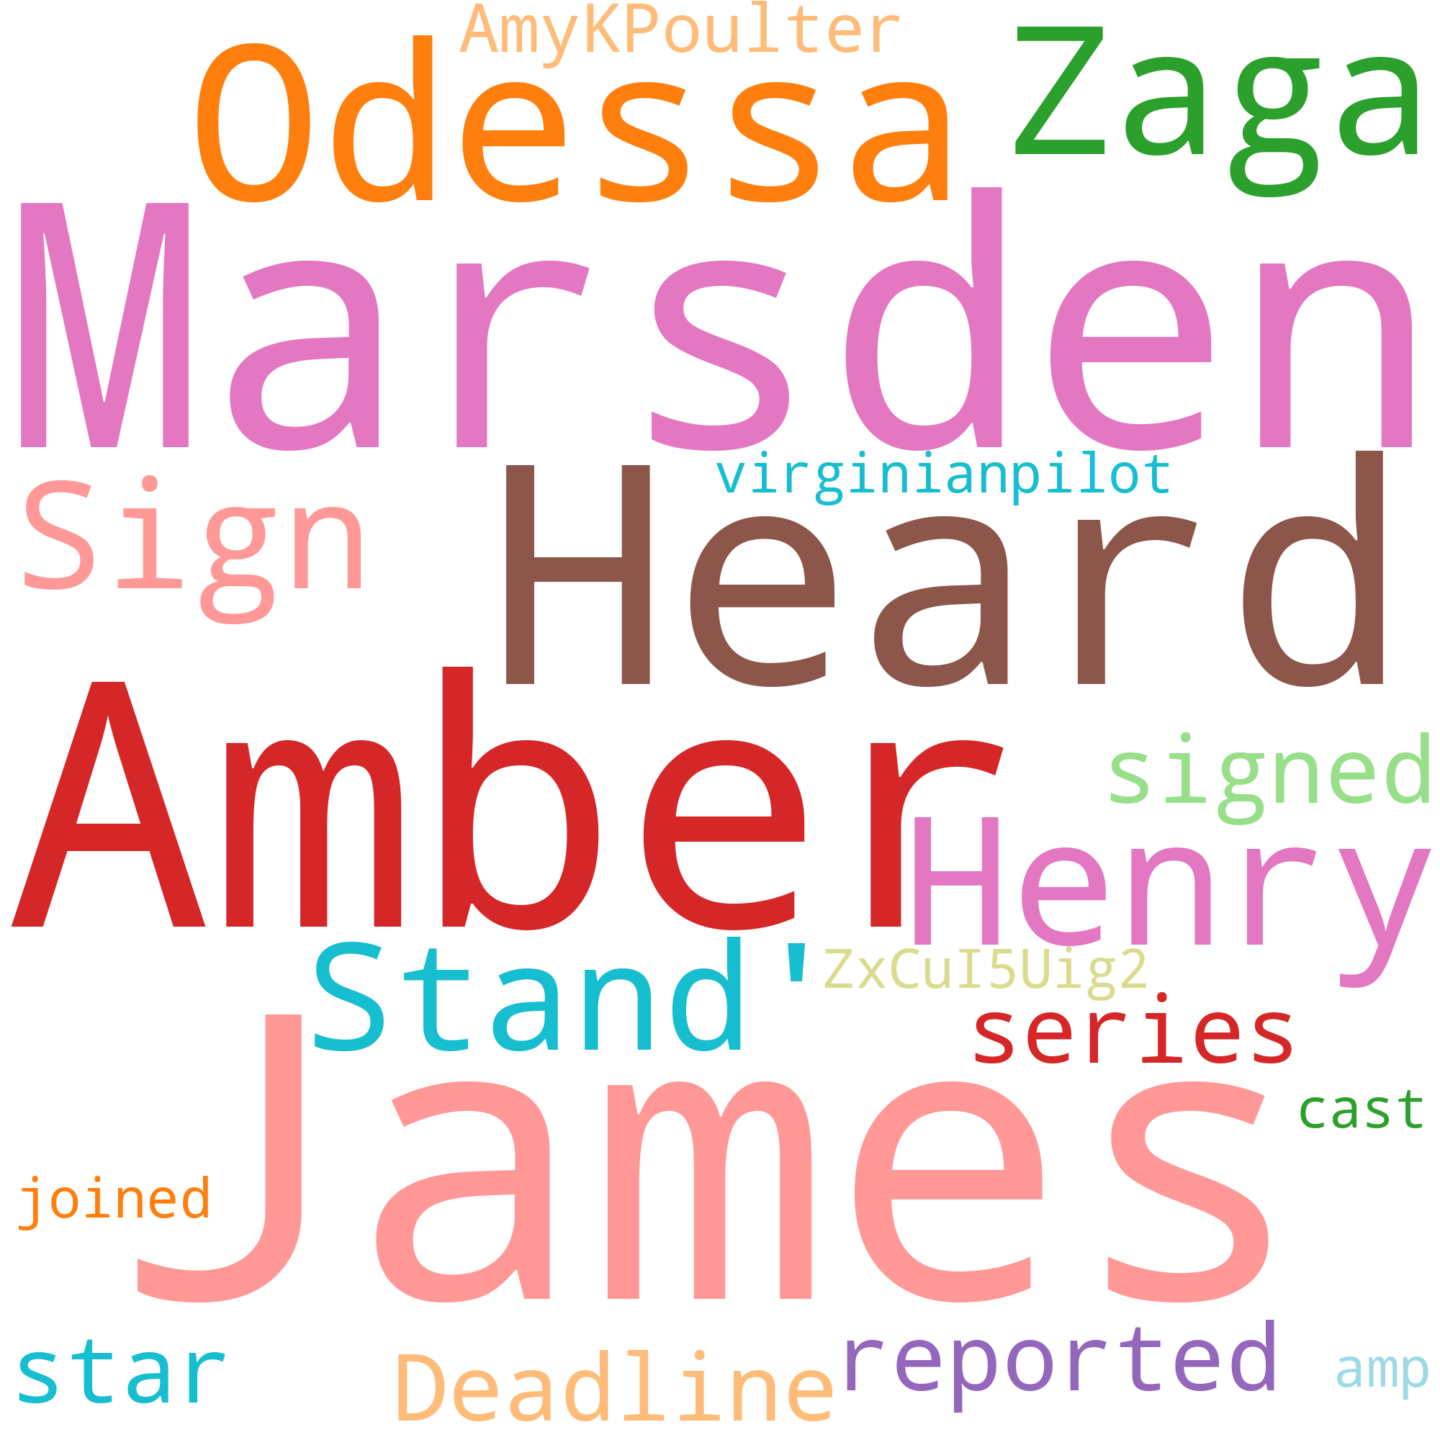 AmyKPoulter
Odessa
Zaga
Marsden
virginianpilot
Sign
Heard
Amber
signed
Henry
Stand'
ZxCuI5Uig2
series
James
cast
joined
star
Deadline
reported
amp